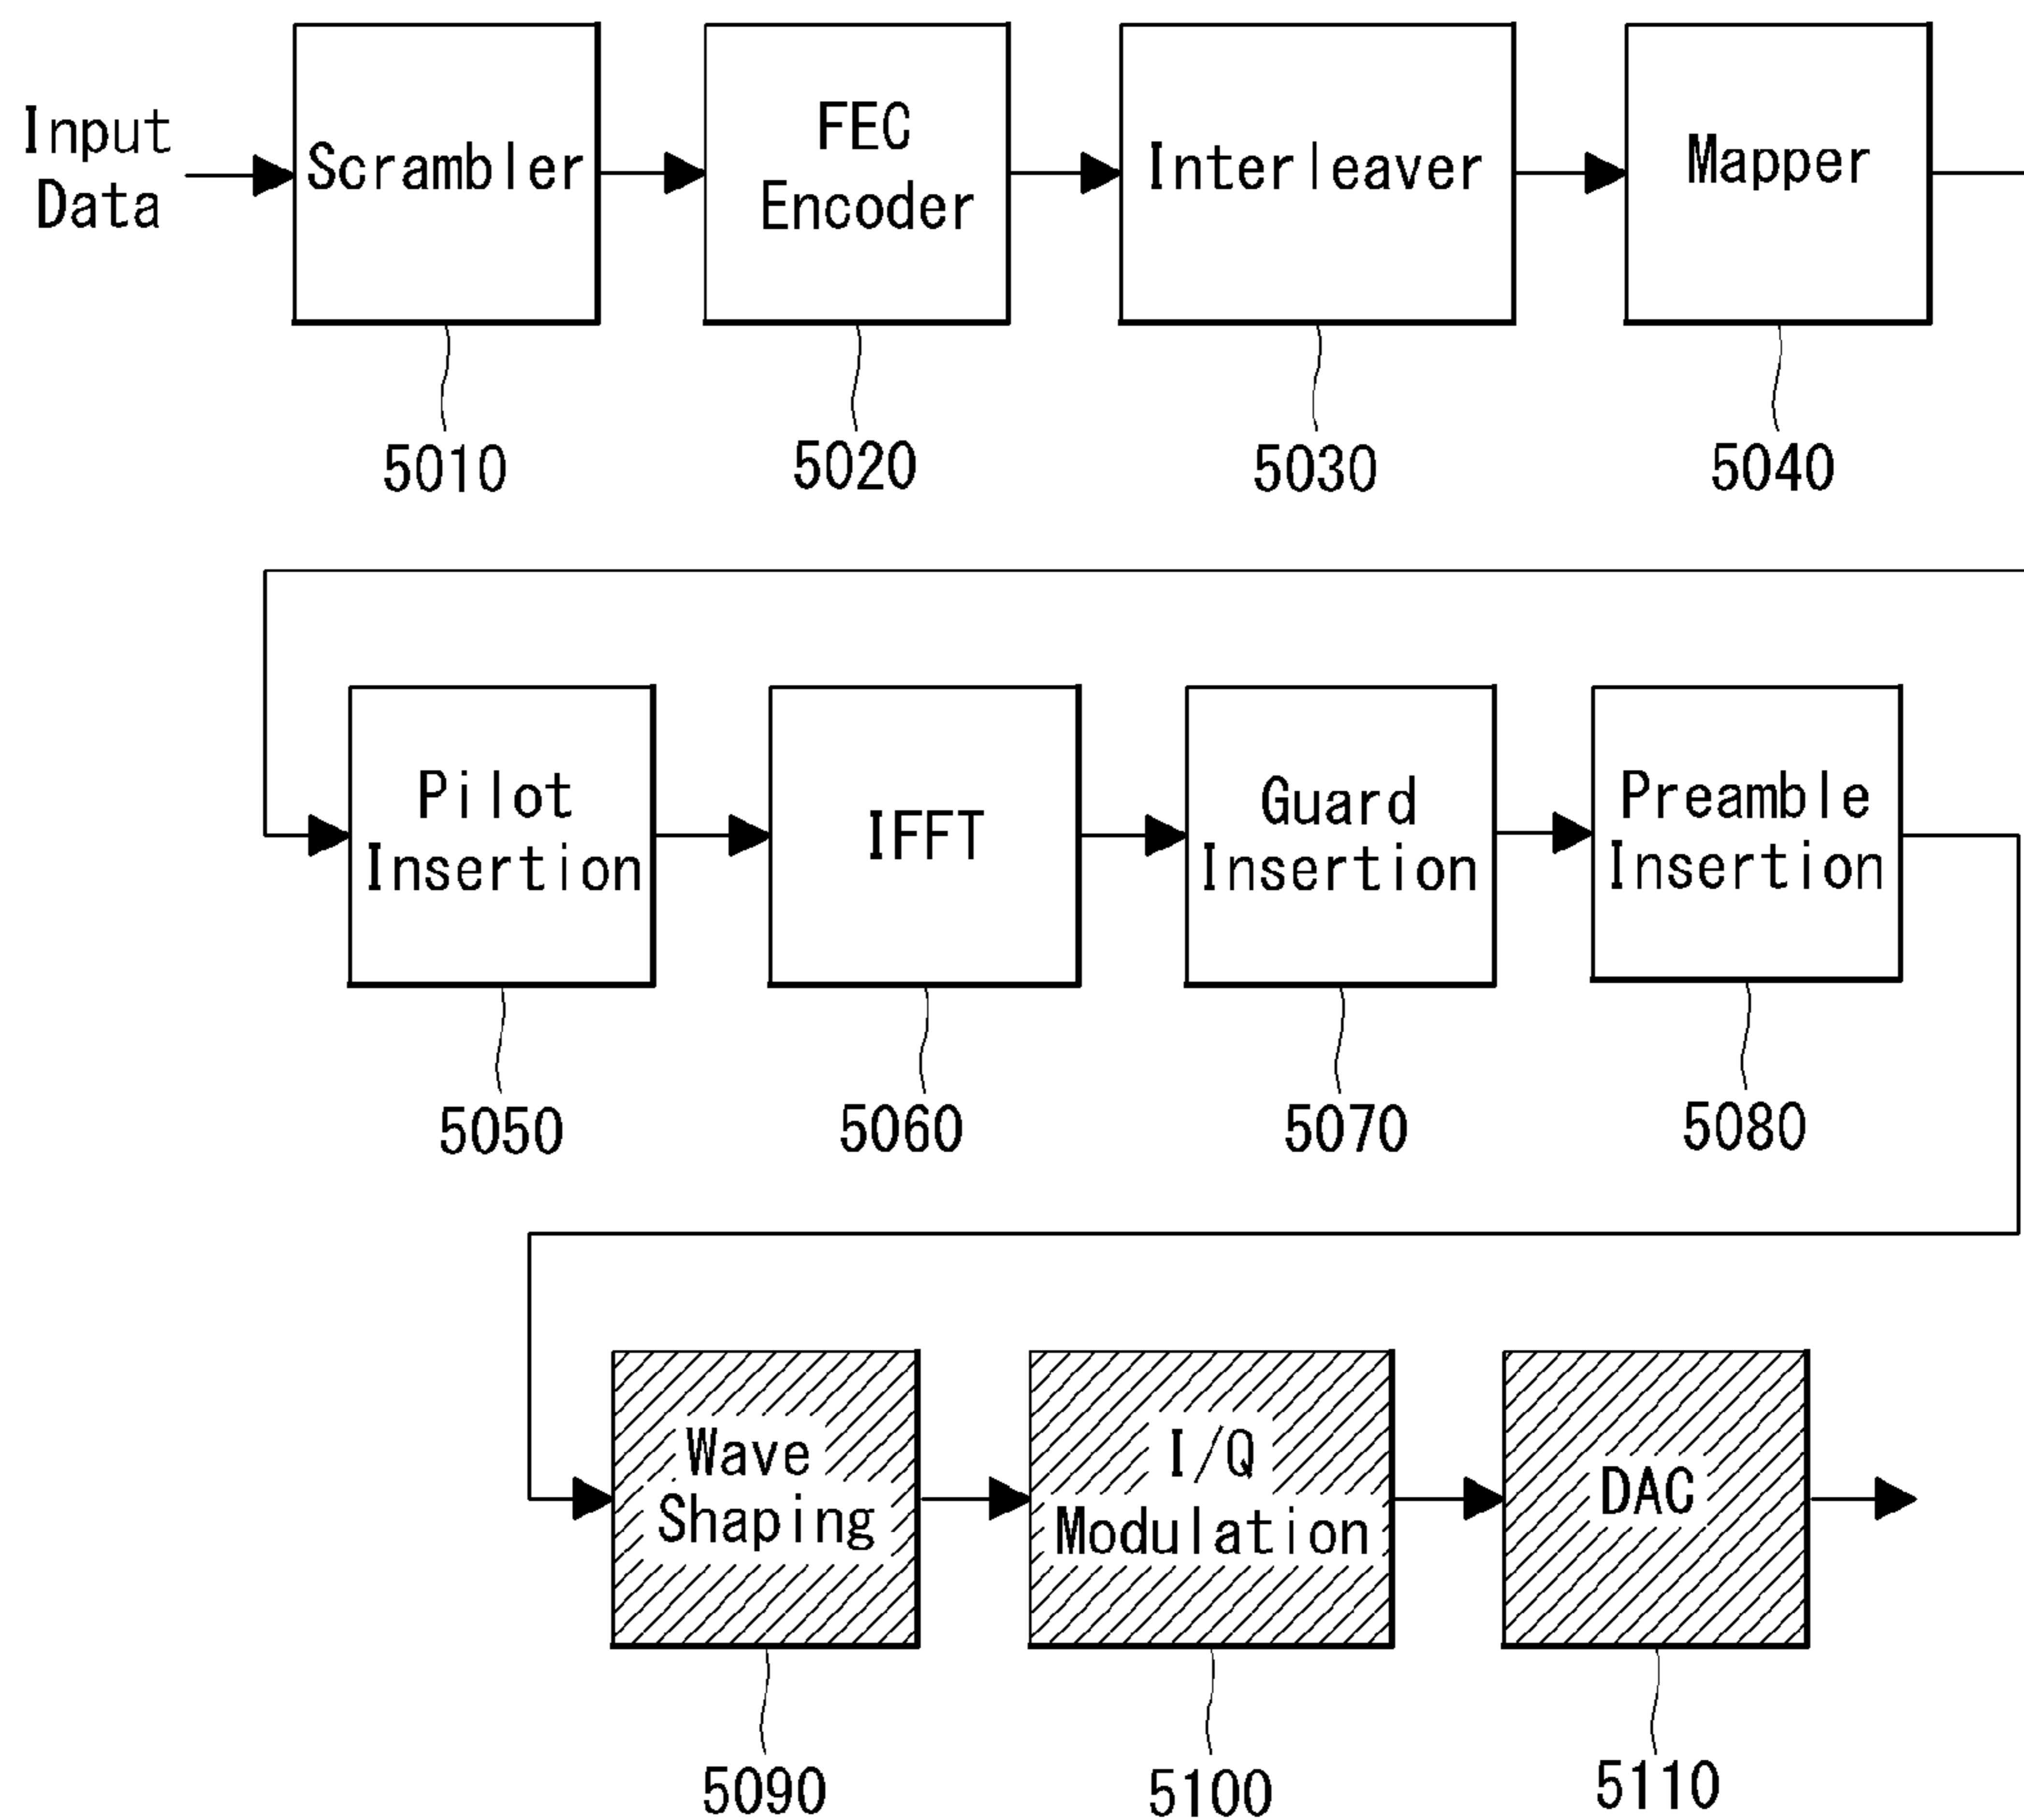 Input
Data
Scrambler
FEC
Encoder
Interleaver
Mapper
5010
5020
5030
5040
Pilot
Insertion
IFFT
Guard
Insertion
Preamble
Insertion
5050
5060
5070
5080
Wave
Shaping
I/Q
Modulation
DAC
5090
5100
5110